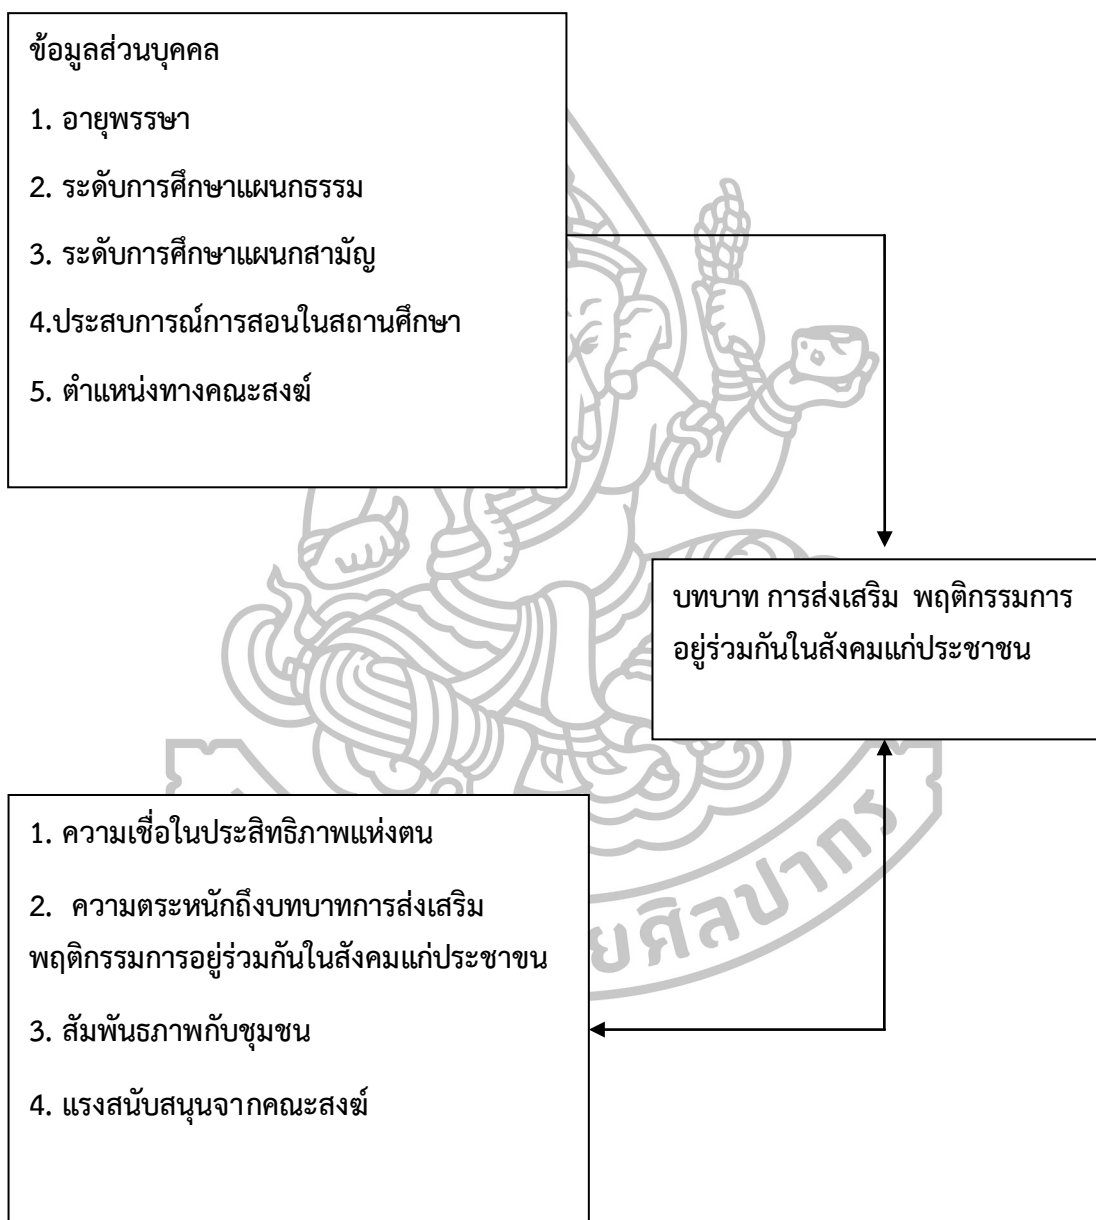 ข้อมูลส่วนบุคคล
1. อายุพรรษา
2. ระดับการศึกษาแผนกธรรม
3. ระดับการศึกษาแผนกสามัญ
4.ประสบการณ์การสอนในสถานศึกษา
5. ตำแหน่งทางคณะสงฆ์
บทบาท การส่งเสริม พฤติกรรมการ
อยู่ร่วมกันในสังคมแก่ประชาชน
1. ความเชื่อในประสิทธิภาพแห่งตน
2. ความตระหนักถึงบทบาทการส่งเสริม
พฤติกรรมการอยู่ร่วมกันในสังคมแก่ประชาขน
3. สัมพันธภาพกับชุมชน
4. แรงสนับสนุนจากคณะสงฆ์
ยศิลปากร